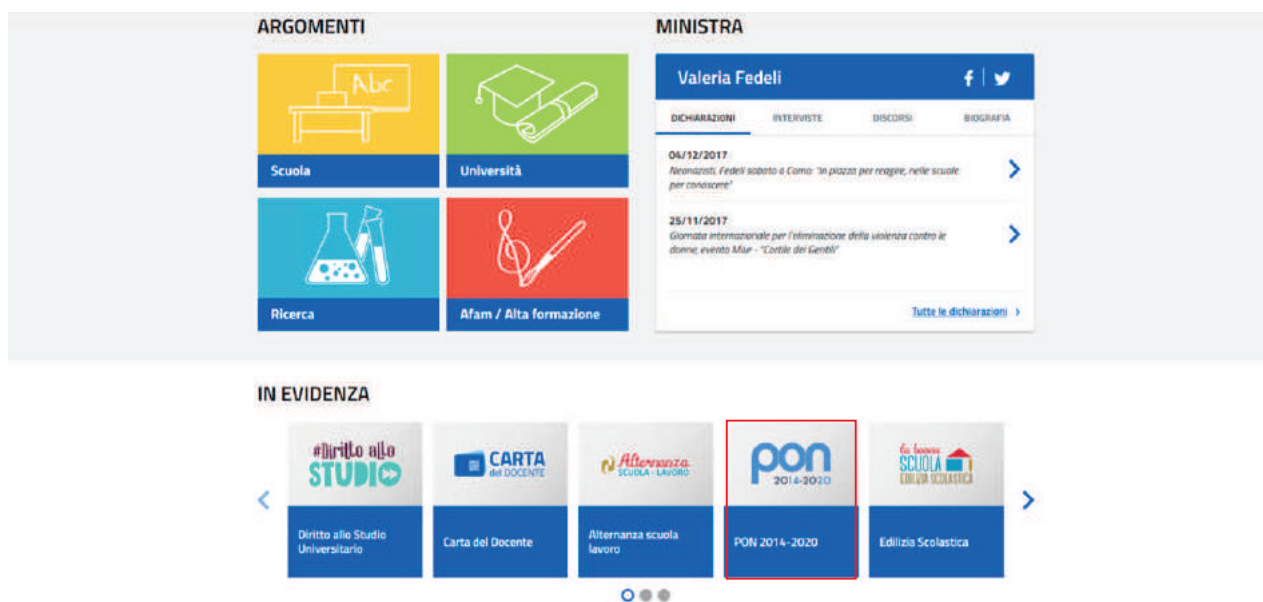 ARGOMENTI
Abc
Scuola
Università
Ricerca
Afam / Alta formazione
MINISTRA
Valeria Fedeli
DICHIARAZIONI INTERVISTE DISCORSI BIOGRAFIA
04/12/2017
Neonazisti, Fedeli sabato a Como: "In piazza per reagire, nelle scuole
per conoscere"
25/11/2017
Giornata internazionale per l'eliminazione della violenza contro le
donne, evento Miur - "Cortile dei Gentili"
Tutte le dichiarazioni
IN EVIDENZA
#Diritto allo
STUDIO
Diritto allo Studio
Universitario
CARTA
del DOCENTE
Carta del Docente
Alternanza
SCUOLA - LAVORO
Alternanza scuola
lavoro
pon
2014-2020
PON 2014-2020
la buona
SCUOLA
EDILIZIA SCOLASTICA
Edilizia Scolastica